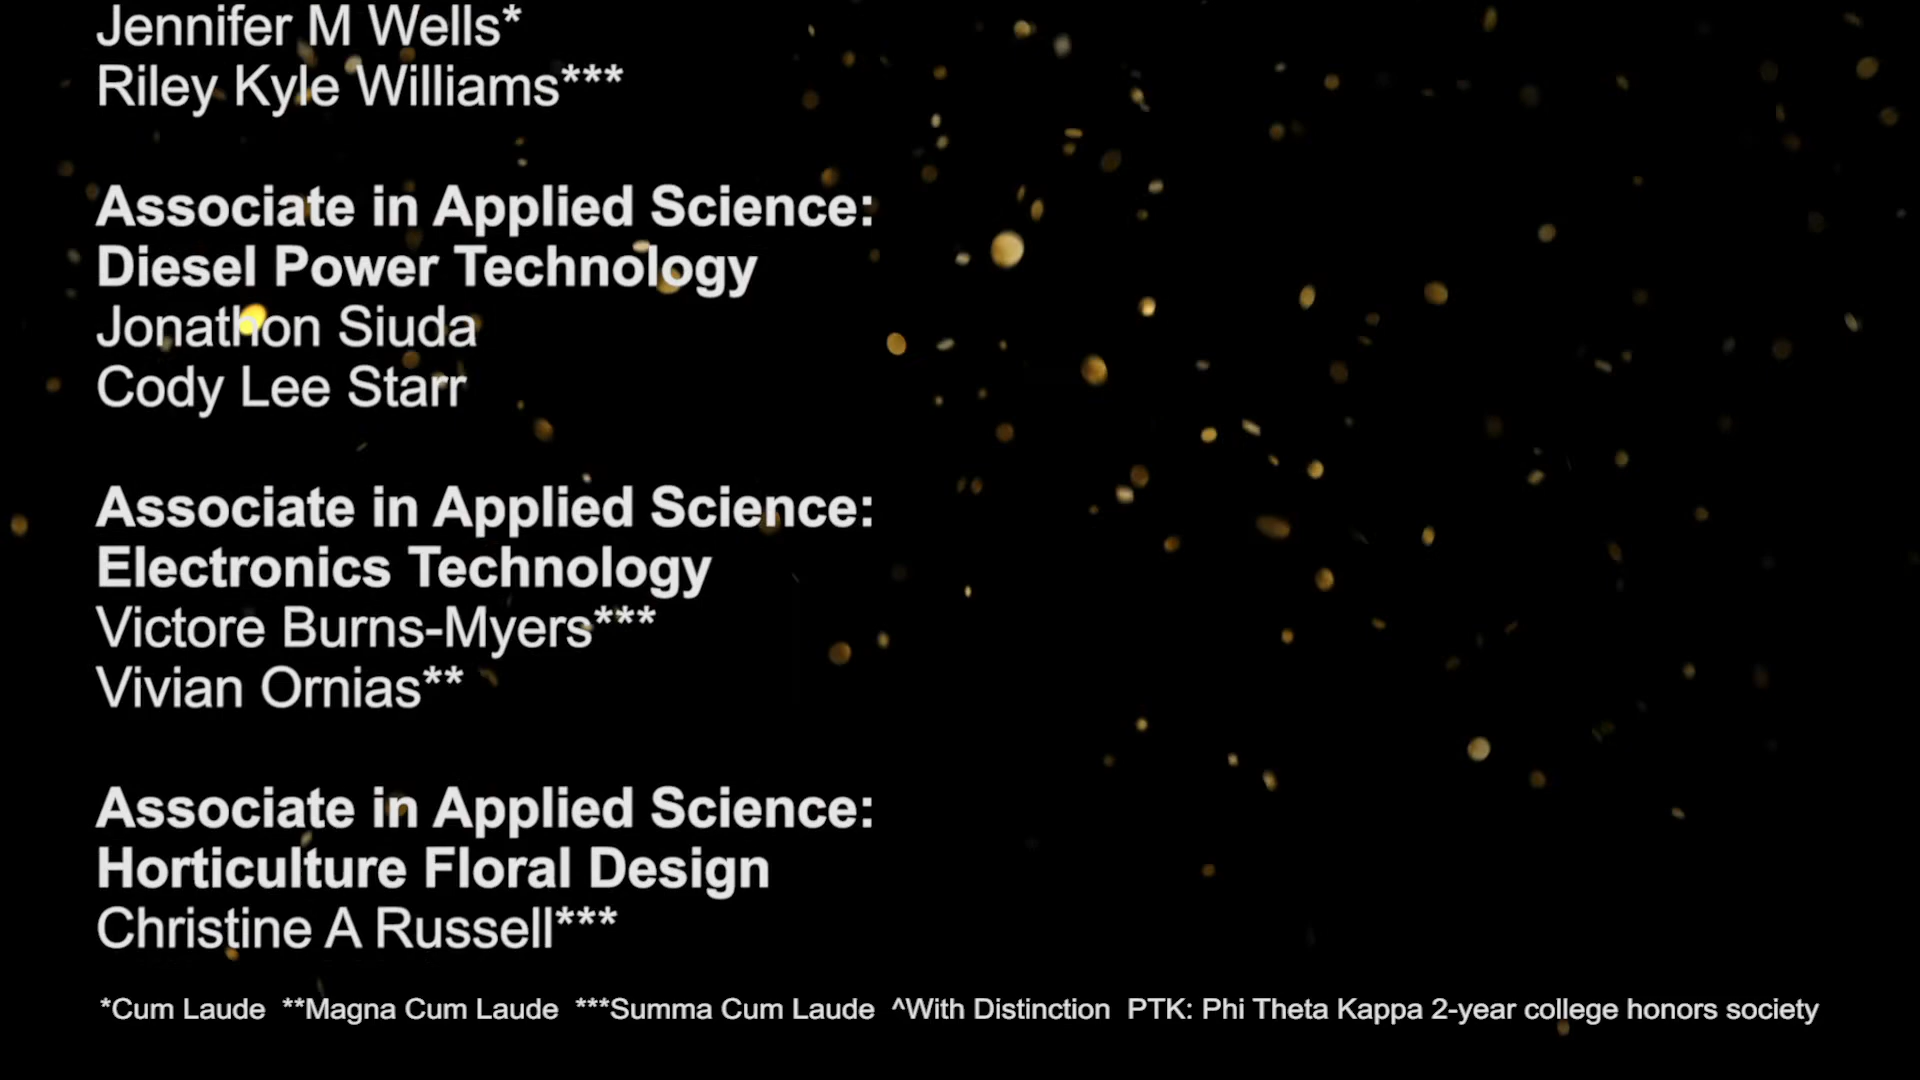 Jennifer M Wells*
Riley Kyle Williams***
Associate in Applied Science:
Diesel Power Technology
Jonathon Siuda
Cody Lee Starr
Associate in Applied Science:
Electronics Technology
Victore Burns-Myers***
Vivian Ornias**
Associate in Applied Science:
Horticulture Floral Design
Christine A Russell***
*Cum Laude  **Magna Cum Laude  ***Summa Cum Laude  ^With Distinction  PTK: Phi Theta Kappa 2-year college honors society